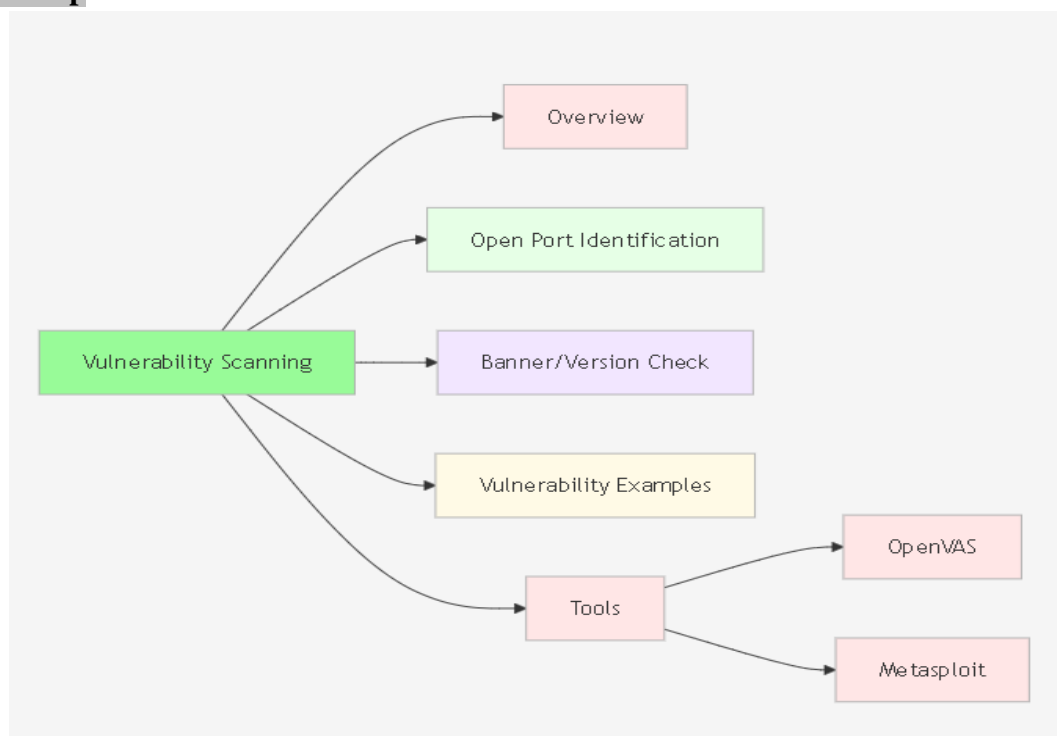 Overview
Open Port Identification
Vulnerability Scanning
Banner/Version Check
Vulnerability Examples
OpenVAS
Tools
Metasploit